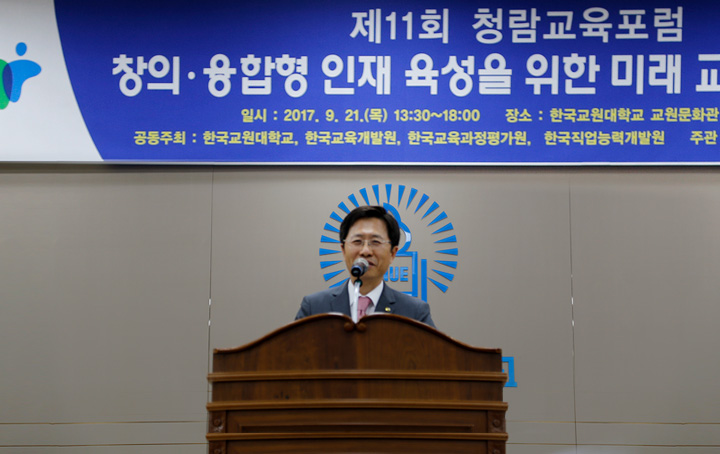 제11회 청람교육포럼
창의·융합형 인재 육성을 위한 미래 교
일시 : 2017. 9. 21.(목) 13:30~18:00 장소 : 한국교원대학교 교원문화관
공동주최 : 한국교원대학교, 한국교육개발원, 한국교육과정평가원, 한국직업능력개발원 주관